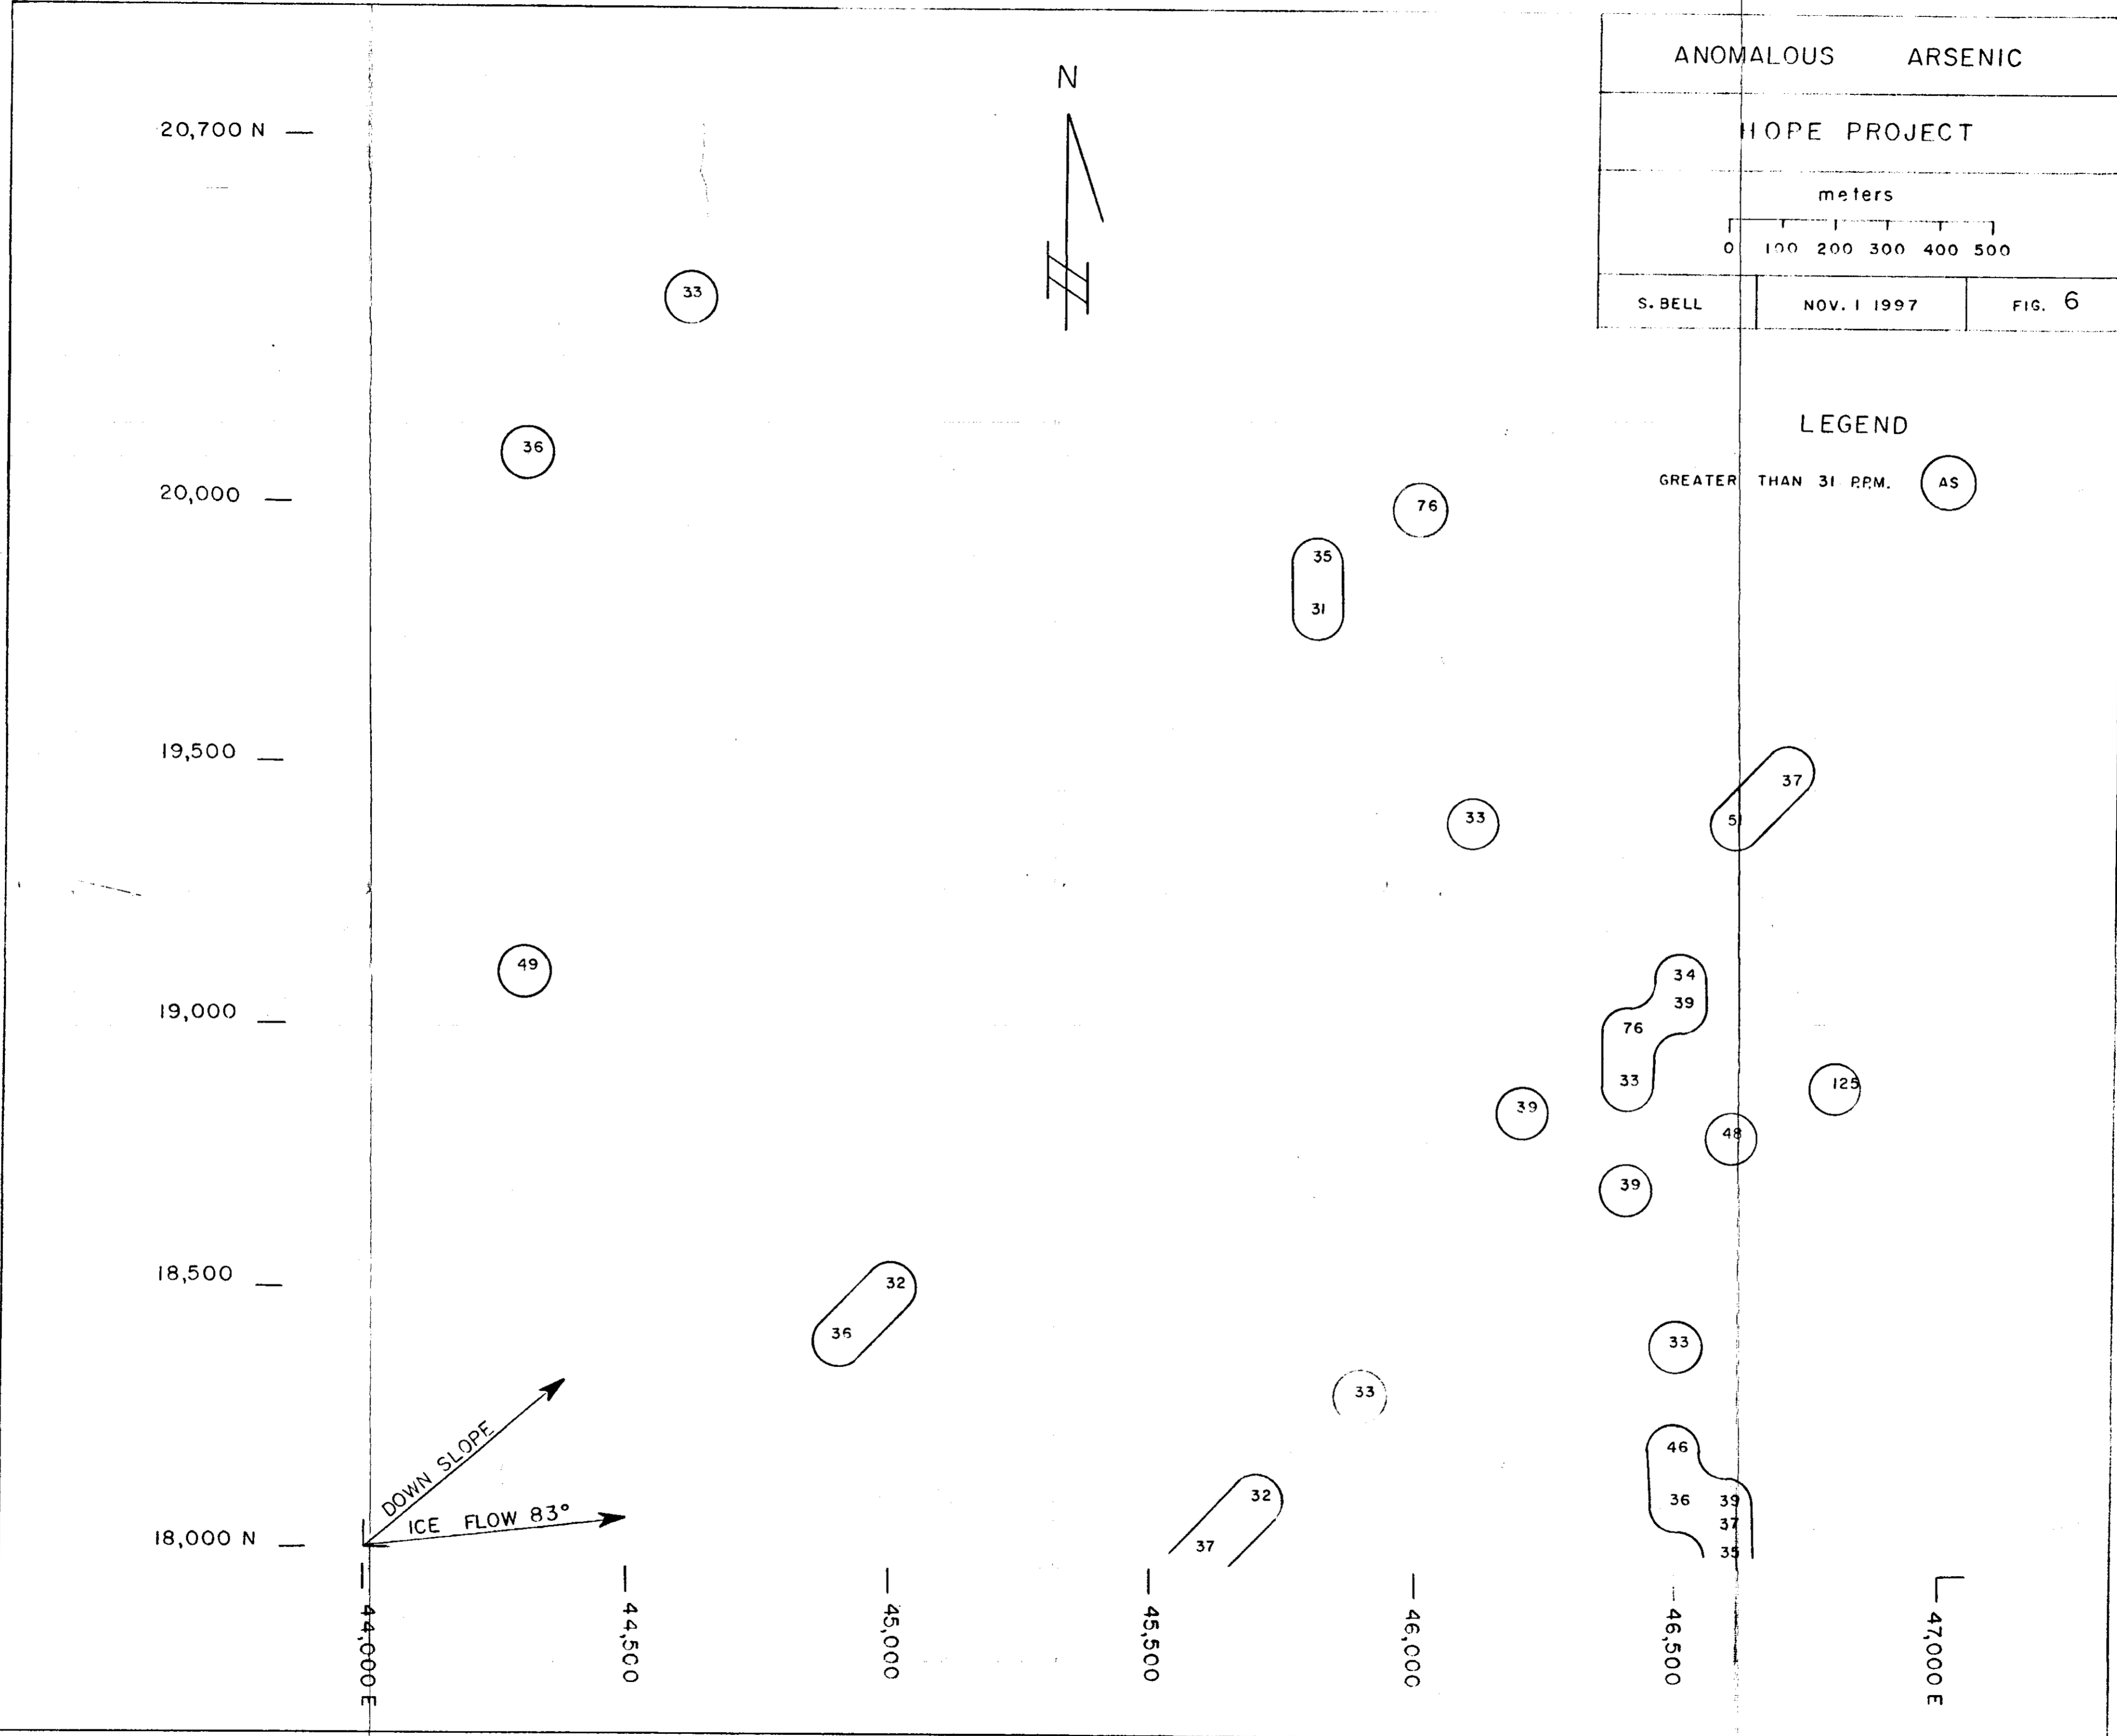 ANOMALOUS ARSENIC
HOPE PROJECT
meters
0 100 200 300 400 500
S. BELL NOV. 1 1997 FIG. 6
LEGEND
GREATER THAN 31 P.P.M. AS
N
20,700 N
33
36
20,000
76
35
31
19,500
37
51
33
49
34
39
19,000
76
33
125
39
48
39
18,500
32
36
33
33
46
32
36 39
37
37
35
DOWN SLOPE
ICE FLOW 83°
18,000 N
44,000 E
44,500
45,000
45,500
46,000
46,500
47,000 E